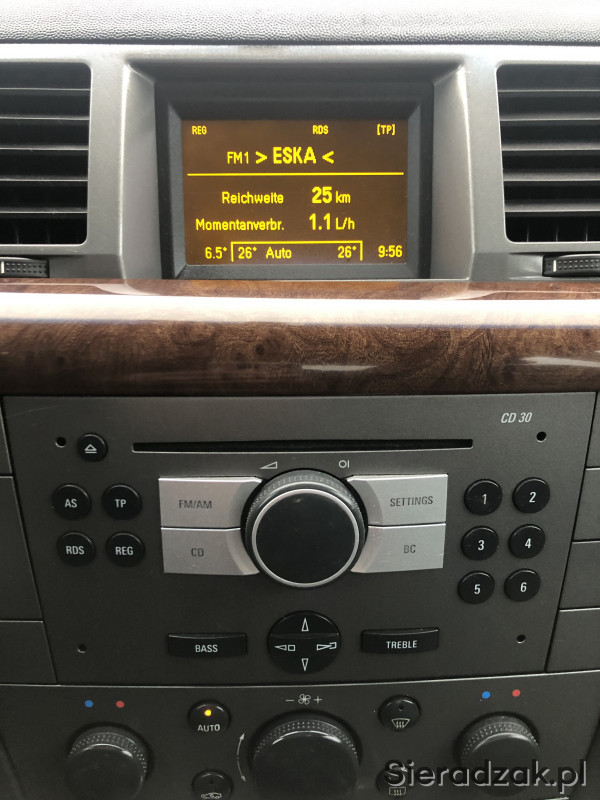 REG RDS [TP]
FM1 > ESKA <
Reichweite 25 km
Momentanverbr. 1.1 L/h
6.5° 26° Auto 26° 9:56
CD 30
FM/AM SETTINGS
AS TP 1 2
CD BC
RDS REG 3 4
5 6
BASS TREBLE
- +
AUTO
Sieradzak.pl